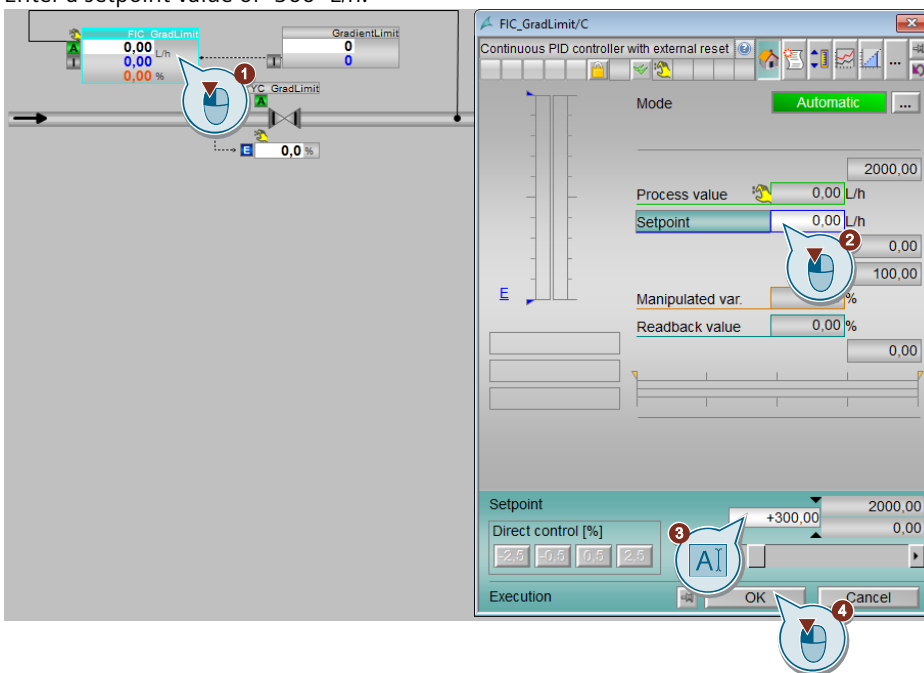 Enter a setpoint value of "300" L/h.
FIC_GradLimit
A
0,00 L/h
I
0,00
0,00 %
GradientLimit
0
I
0
1
YC_GradLimit
A
E
0,0 %
FIC_GradLimit/C
Continuous PID controller with external reset
...
Mode
Automatic
...
2000,00
Process value
0,00 L/h
Setpoint
0,00 L/h
2
0,00
100,00
E
Manipulated var.
%
Readback value
0,00 %
0,00
Setpoint
2000,00
+300,00
0,00
Direct control [%]
3
-2,5
-0,5
0,5
2,5
A
Execution
OK
Cancel
4